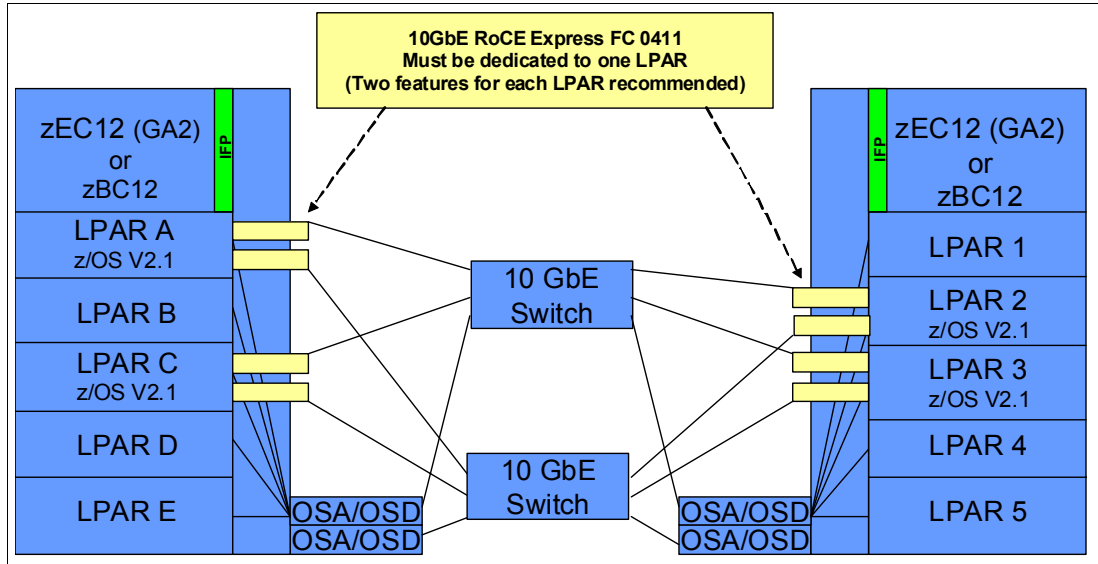 10GbE RoCE Express FC 0411
Must be dedicated to one LPAR
(Two features for each LPAR recommended)
zEC12 (GA2)
or
zBC12
IFP
LPAR A
z/OS V2.1
LPAR B
LPAR C
z/OS V2.1
LPAR D
LPAR E
OSA/OSD
OSA/OSD
10 GbE
Switch
10 GbE
Switch
IFP
zEC12 (GA2)
or
zBC12
LPAR 1
LPAR 2
z/OS V2.1
LPAR 3
z/OS V2.1
LPAR 4
LPAR 5
OSA/OSD
OSA/OSD